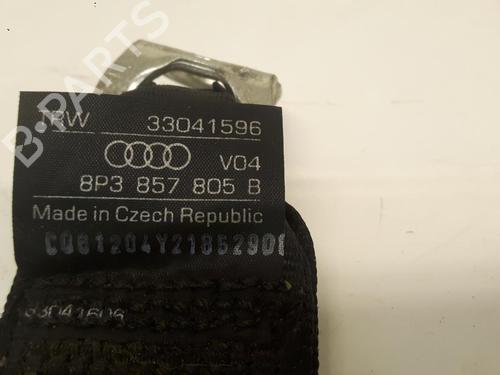 B-PARTS
TRW 33041596
V04
8P3 857 805 B
Made in Czech Republic